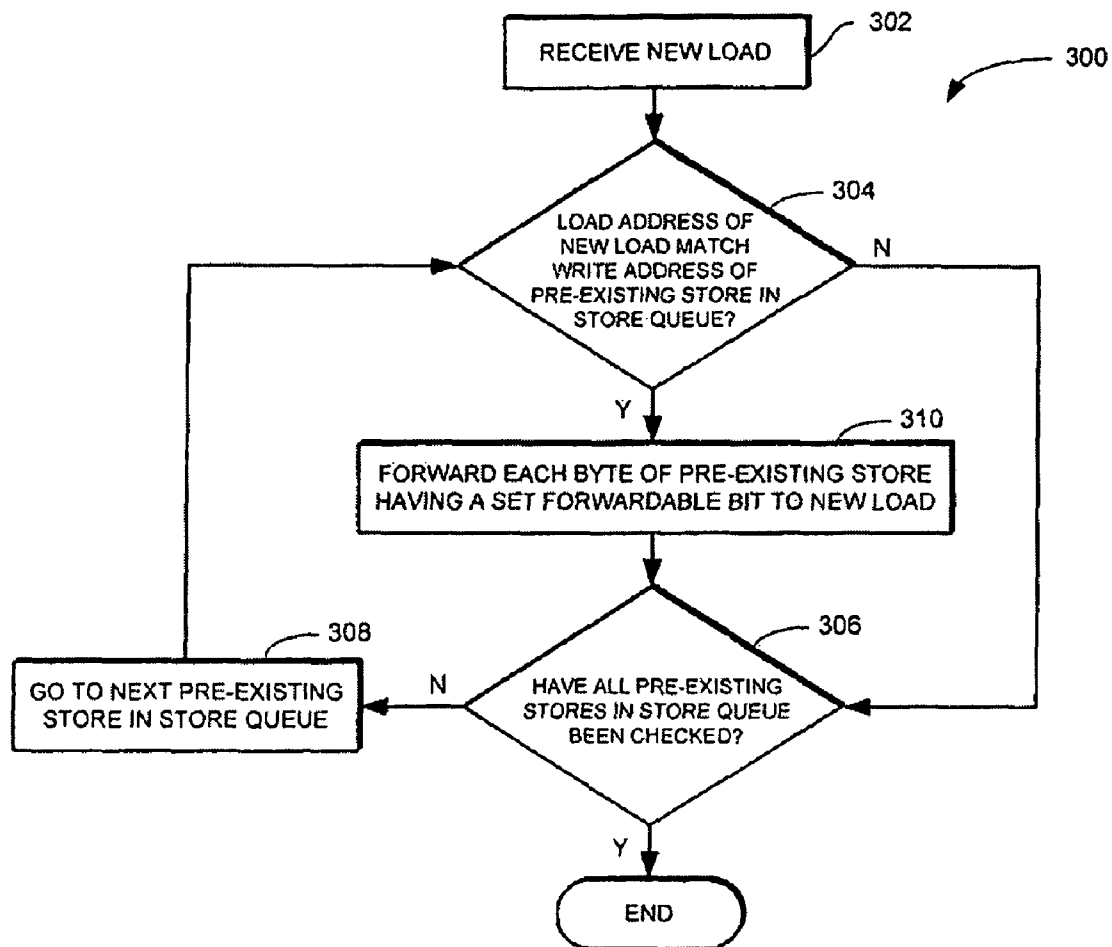 302
RECEIVE NEW LOAD
300
304
LOAD ADDRESS OF
NEW LOAD MATCH
WRITE ADDRESS OF
PRE-EXISTING STORE IN
STORE QUEUE?
N
Y
310
FORWARD EACH BYTE OF PRE-EXISTING STORE
HAVING A SET FORWARDABLE BIT TO NEW LOAD
306
HAVE ALL PRE-EXISTING
STORES IN STORE QUEUE
BEEN CHECKED?
N
308
GO TO NEXT PRE-EXISTING
STORE IN STORE QUEUE
Y
END